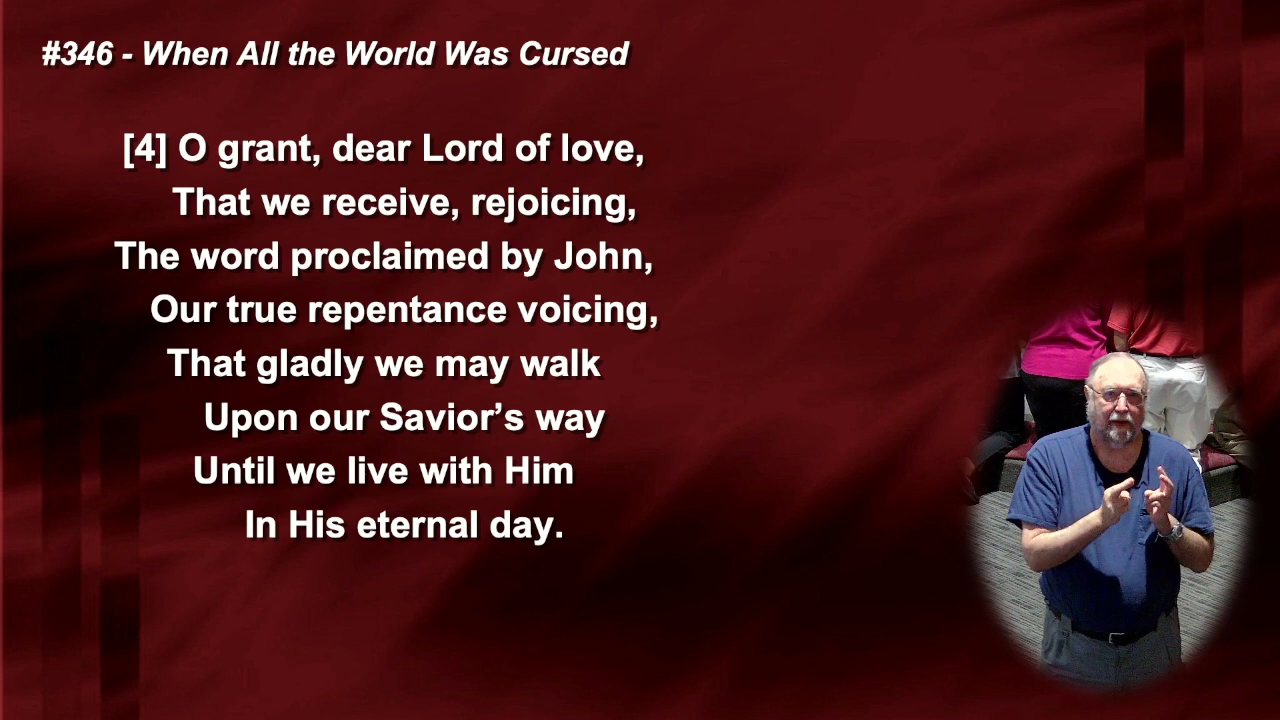 #346 - When All the World Was Cursed
[4] O grant, dear Lord of love,
That we receive, rejoicing,
The word proclaimed by John,
Our true repentance voicing,
That gladly we may walk
Upon our Savior’s way
Until we live with Him
In His eternal day.